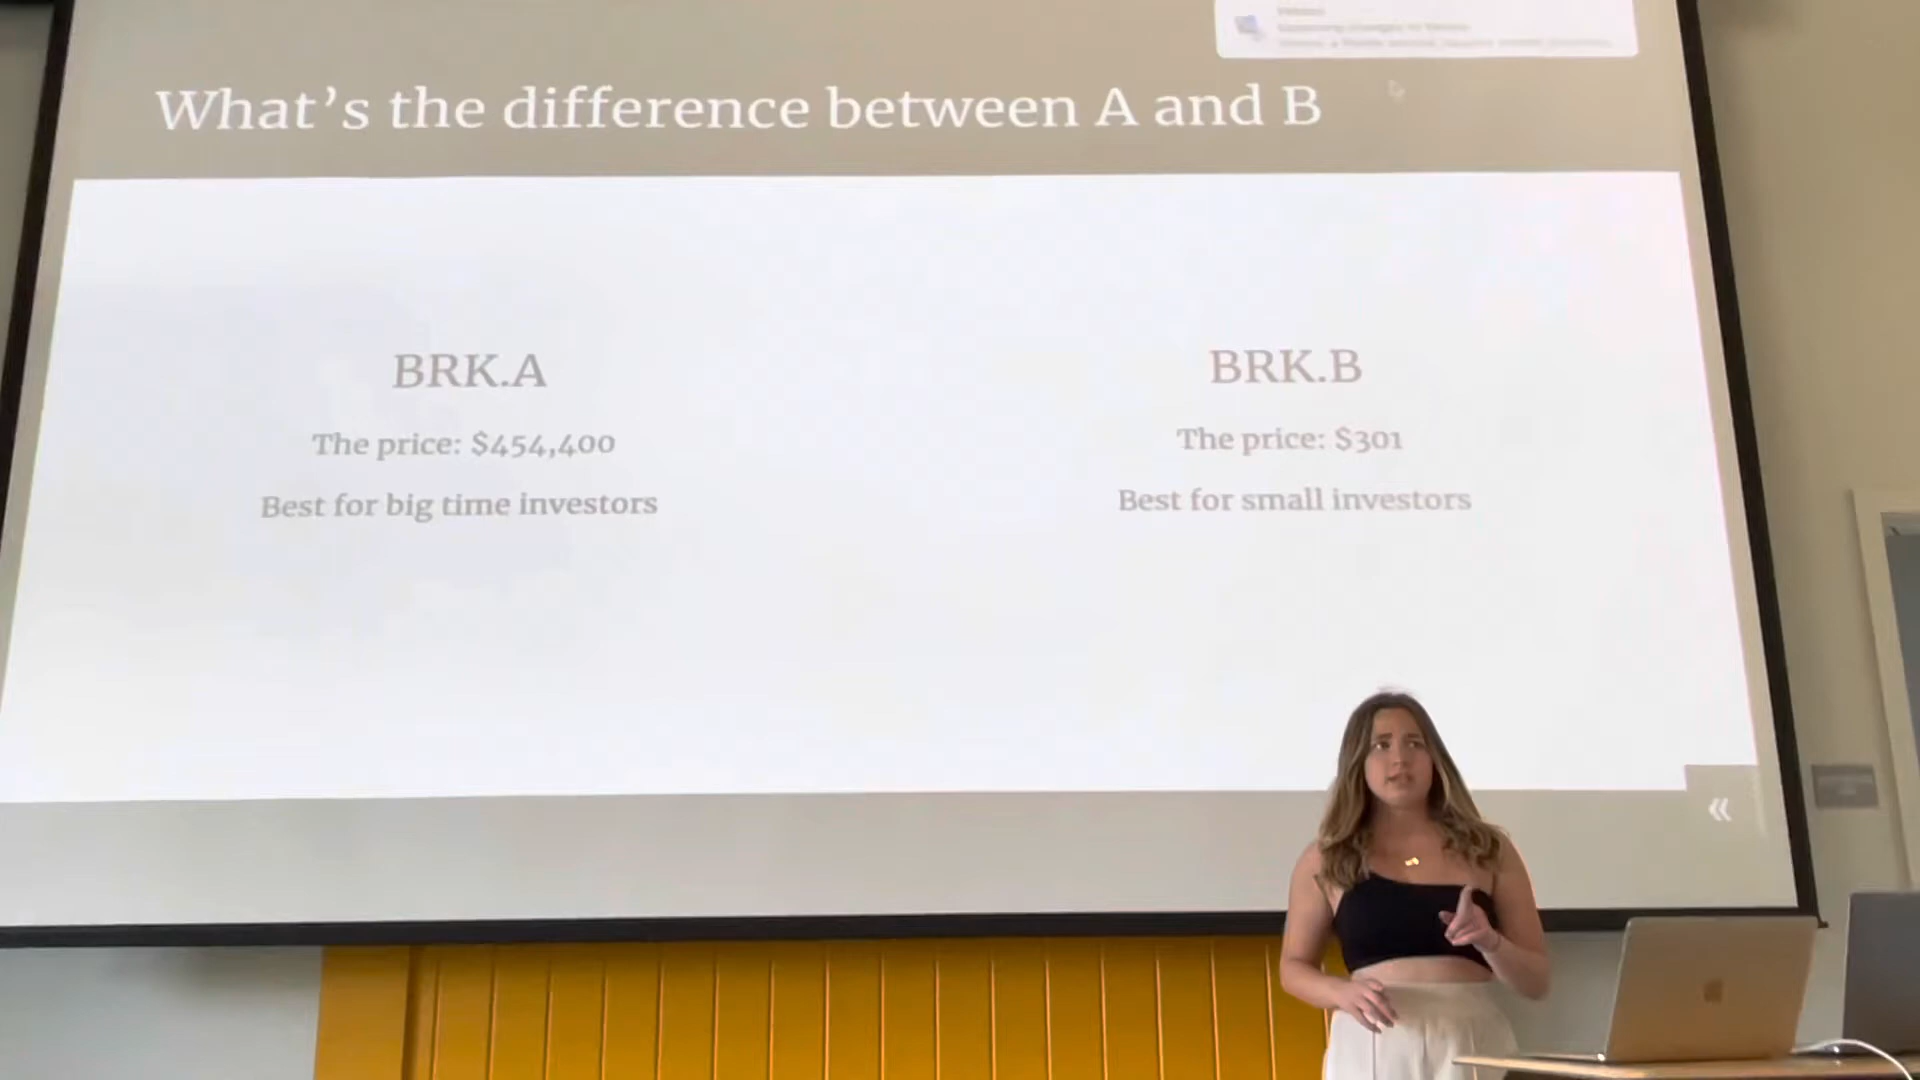 What's the difference between A and B
BRK.A
The price: $454,400
Best for big time investors
BRK.B
The price: $301
Best for small investors
«